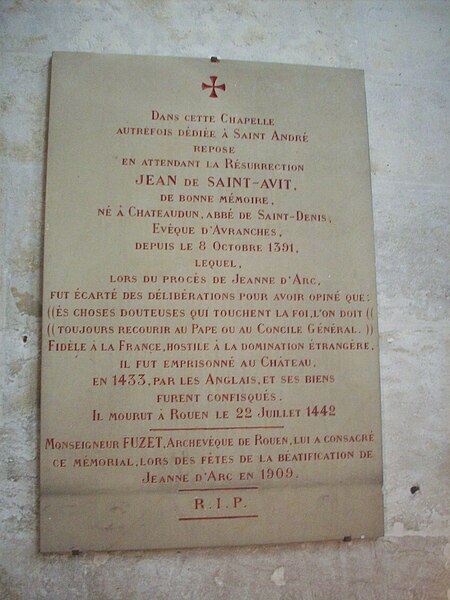 Dans cette Chapelle
autrefois dédiée à Saint André
repose
en attendant la Résurrection
JEAN de SAINT-AVIT,
de bonne mémoire,
né à Chateaudun, abbé de Saint-Denis,
Evêque d'Avranches,
depuis le 8 Octobre 1391,
lequel,
lors du procès de Jeanne d'Arc,
fut écarté des délibérations pour avoir opiné que:
((ès choses douteuses qui touchent la foi, l'on doit((
((toujours recourir au Pape ou au Concile Général. ))
Fidèle à la France, hostile à la domination étrangère,
il fut emprisonné au Château,
en 1433, par les Anglais, et ses biens
furent confisqués.
Il mourut à Rouen le 22 Juillet 1442
Monseigneur FUZET, Archevêque de Rouen, lui a consacré
ce mémorial, lors des fêtes de la béatification de
Jeanne d'Arc en 1909.
R.I.P.